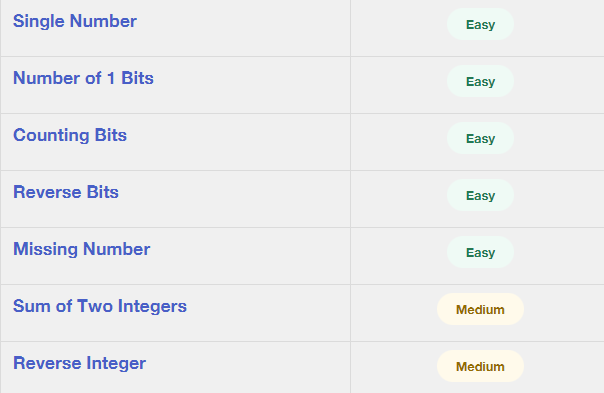 Single Number Easy
Number of 1 Bits Easy
Counting Bits Easy
Reverse Bits Easy
Missing Number Easy
Sum of Two Integers Medium
Reverse Integer Medium